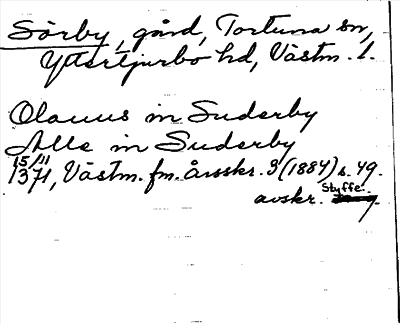 Sörby, gård, Tortuna sn,
Yttertjurbo hd, Västm. l.
Olauus in Suderby
Alle in Suderby
15/11
1371, Västm. fm. årsskr. 3 (1884) s. 49.
avskr. Styffe.